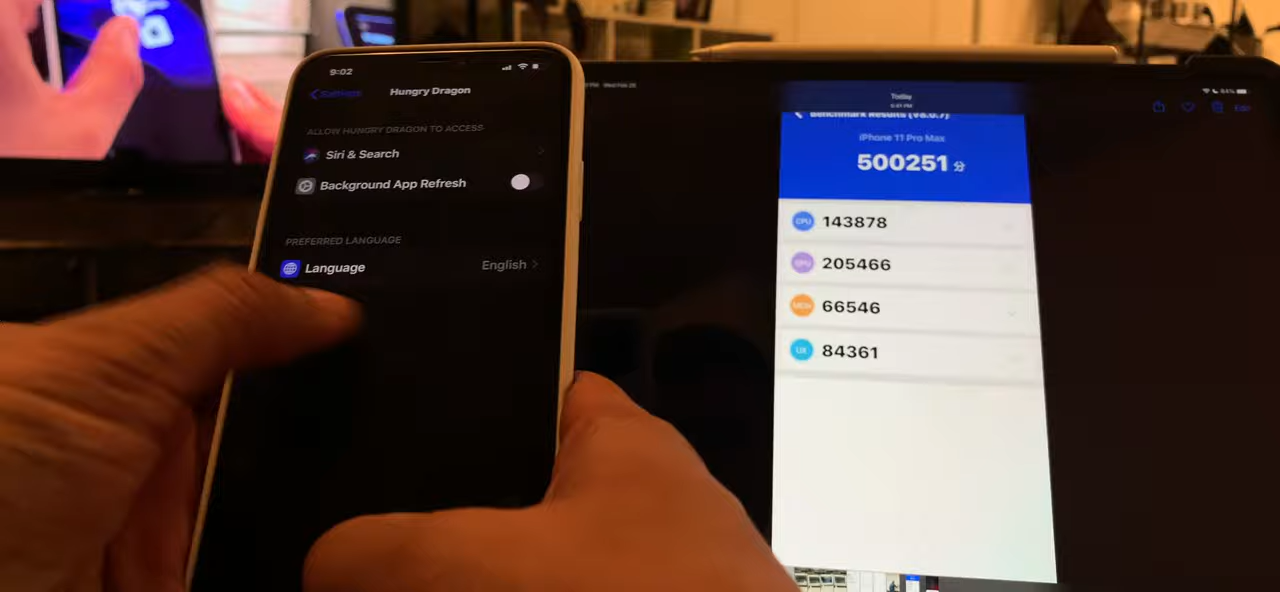 9:02
Settings
Hungry Dragon
ALLOW HUNGRY DRAGON TO ACCESS
Siri & Search
Background App Refresh
PREFERRED LANGUAGE
Language
English
Today
Edit
Benchmark Results (V8.0.7)
iPhone 11 Pro Max
500251 分
CPU 143878
GPU 205466
MEM 66546
UX 84361